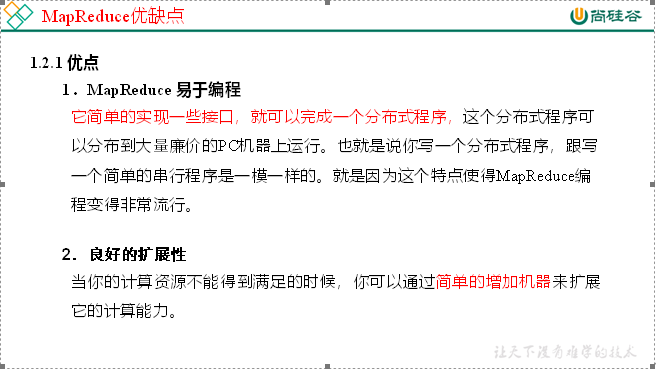 MapReduce优缺点
尚硅谷
1.2.1 优点
1．MapReduce 易于编程
它简单的实现一些接口，就可以完成一个分布式程序，这个分布式程序可
以分布到大量廉价的PC机器上运行。也就是说你写一个分布式程序，跟写
一个简单的串行程序是一模一样的。就是因为这个特点使得MapReduce编
程变得非常流行。
2．良好的扩展性
当你的计算资源不能得到满足的时候，你可以通过简单的增加机器来扩展
它的计算能力。
让天下没有难学的技术